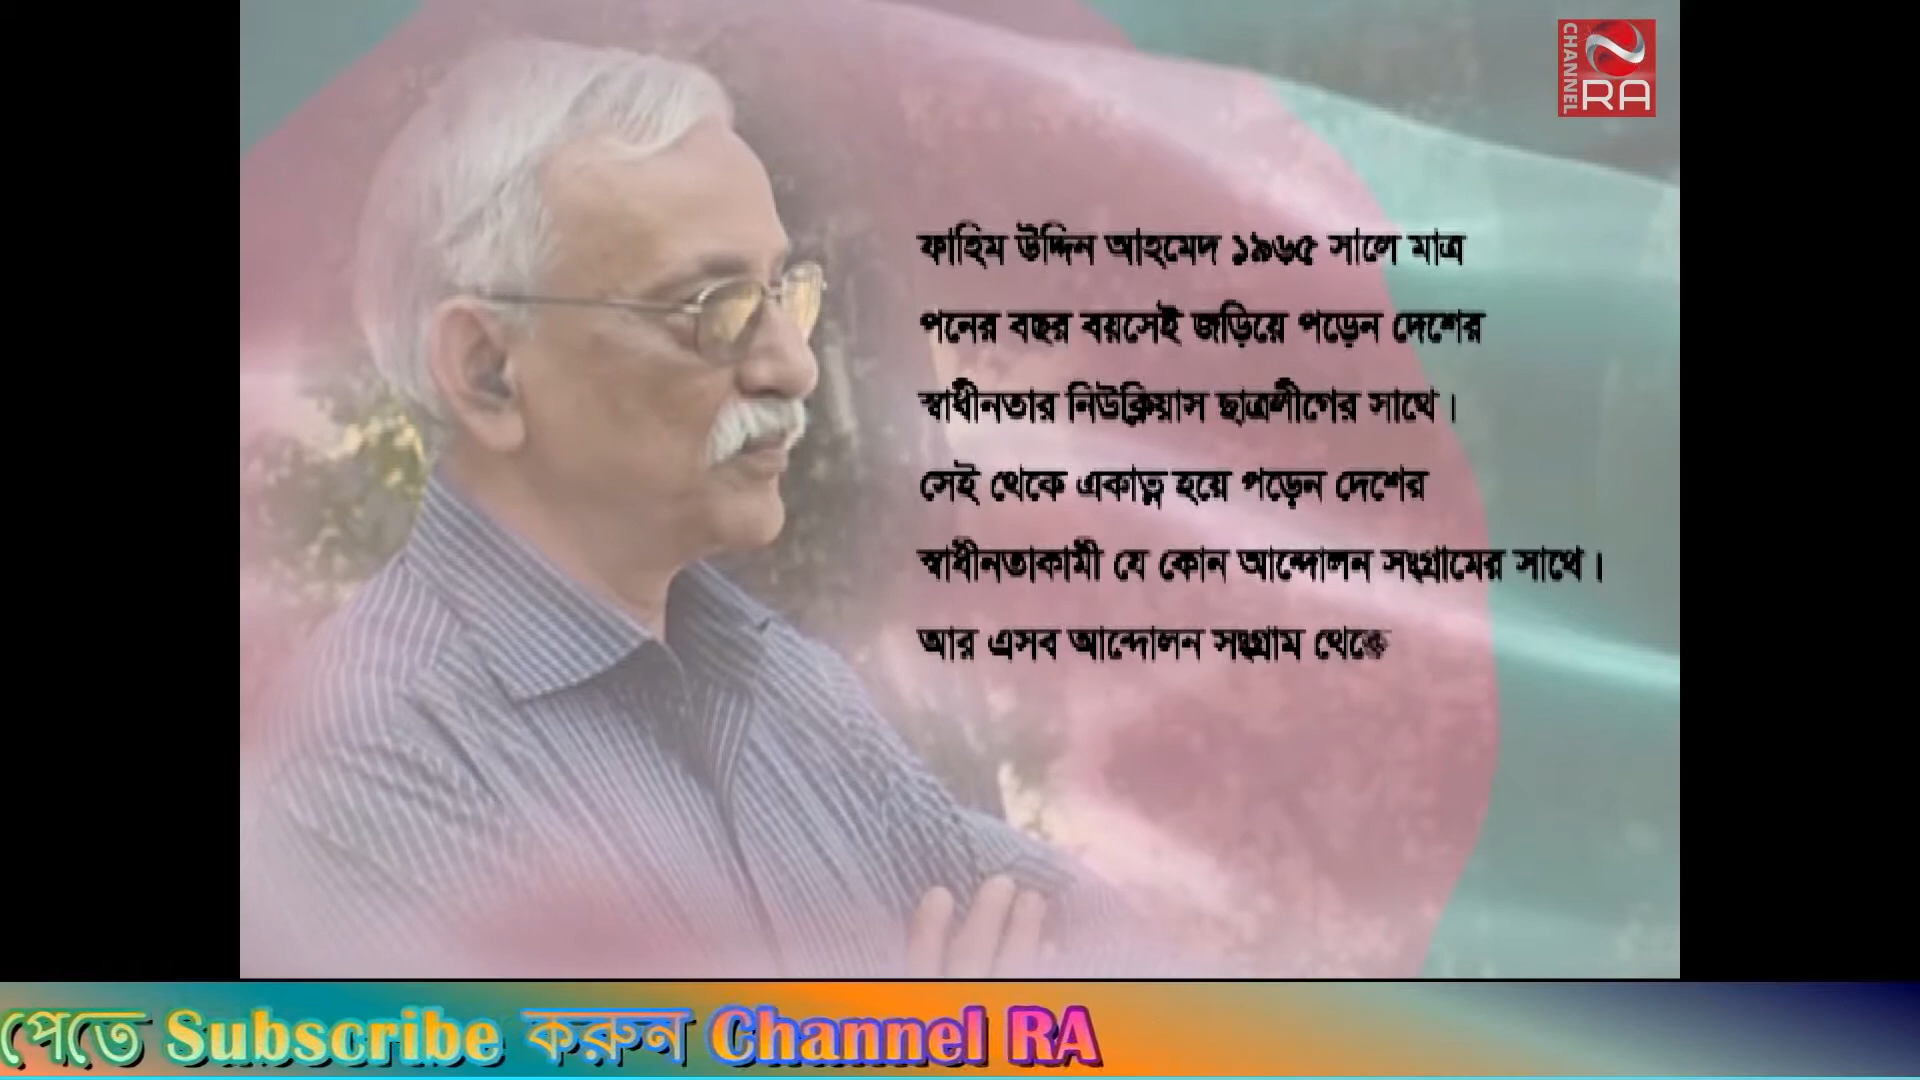 CHANNEL RA
ফাহিম উদ্দিন আহমেদ ১৯৬৫ সালে মাত্র
পনের বছর বয়সেই জড়িয়ে পড়েন দেশের
স্বাধীনতার নিউক্লিয়াস ছাত্রলীগের সাথে।
সেই থেকে একাত্ন হয়ে পড়েন দেশের
স্বাধীনতাকামী যে কোন আন্দোলন সংগ্রামের সাথে।
আর এসব আন্দোলন সংগ্রাম থেকে
পেতে Subscribe করুন Channel RA